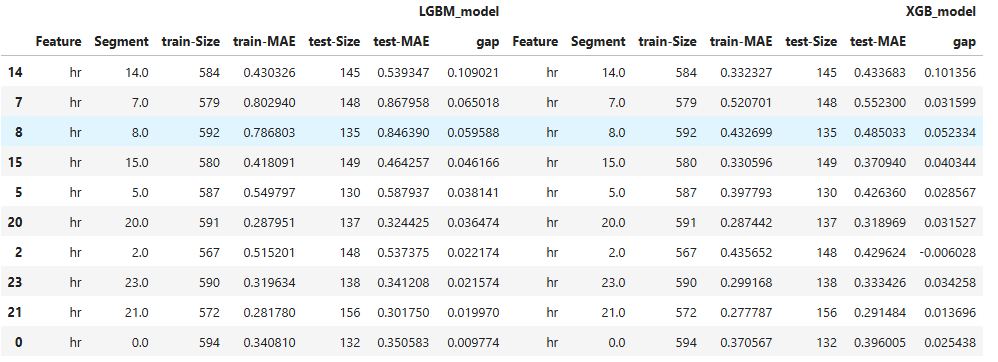 LGBM_model XGB_model
Feature Segment train-Size train-MAE test-Size test-MAE gap Feature Segment train-Size train-MAE test-Size test-MAE gap
14 hr 14.0 584 0.430326 145 0.539347 0.109021 hr 14.0 584 0.332327 145 0.433683 0.101356
7 hr 7.0 579 0.802940 148 0.867958 0.065018 hr 7.0 579 0.520701 148 0.552300 0.031599
8 hr 8.0 592 0.786803 135 0.846390 0.059588 hr 8.0 592 0.432699 135 0.485033 0.052334
15 hr 15.0 580 0.418091 149 0.464257 0.046166 hr 15.0 580 0.330596 149 0.370940 0.040344
5 hr 5.0 587 0.549797 130 0.587937 0.038141 hr 5.0 587 0.397793 130 0.426360 0.028567
20 hr 20.0 591 0.287951 137 0.324425 0.036474 hr 20.0 591 0.287442 137 0.318969 0.031527
2 hr 2.0 567 0.515201 148 0.537375 0.022174 hr 2.0 567 0.435652 148 0.429624 -0.006028
23 hr 23.0 590 0.319634 138 0.341208 0.021574 hr 23.0 590 0.299168 138 0.333426 0.034258
21 hr 21.0 572 0.281780 156 0.301750 0.019970 hr 21.0 572 0.277787 156 0.291484 0.013696
0 hr 0.0 594 0.340810 132 0.350583 0.009774 hr 0.0 594 0.370567 132 0.396005 0.025438